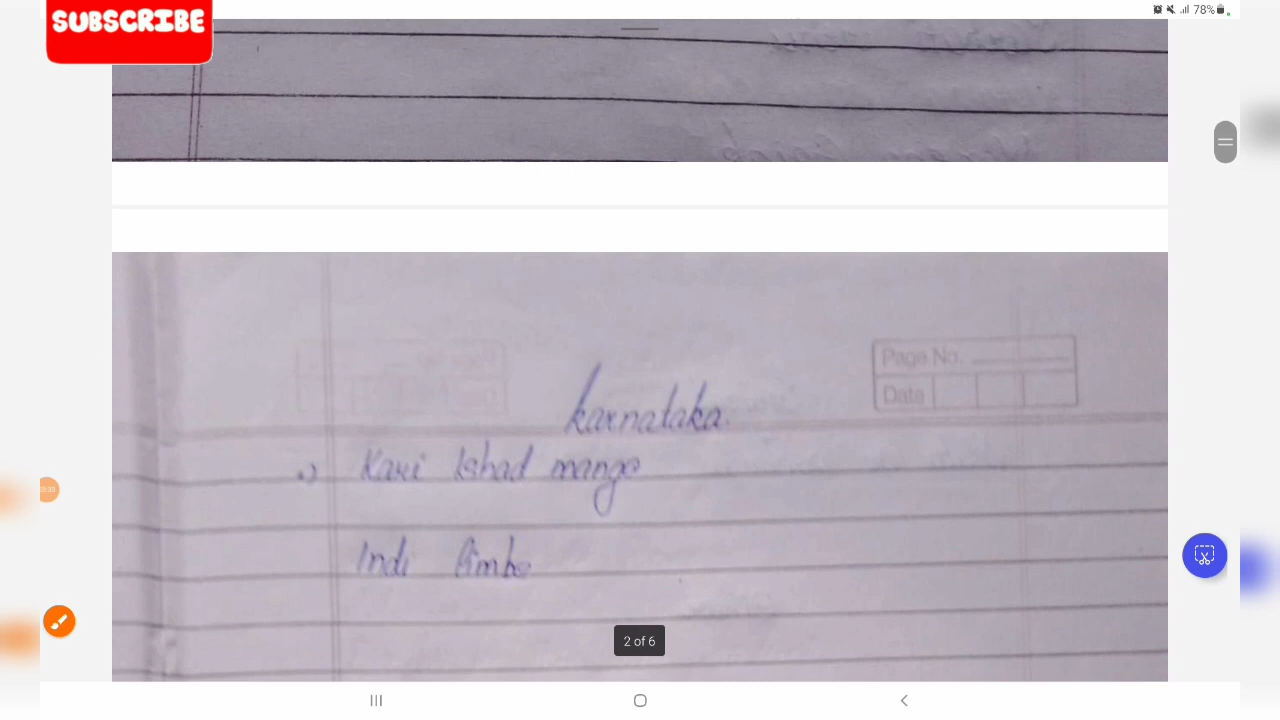 SUBSCRIBE
78%
Page No.
Date
karnataka.
Kari Ishad mango
Indi limbe
2 of 6